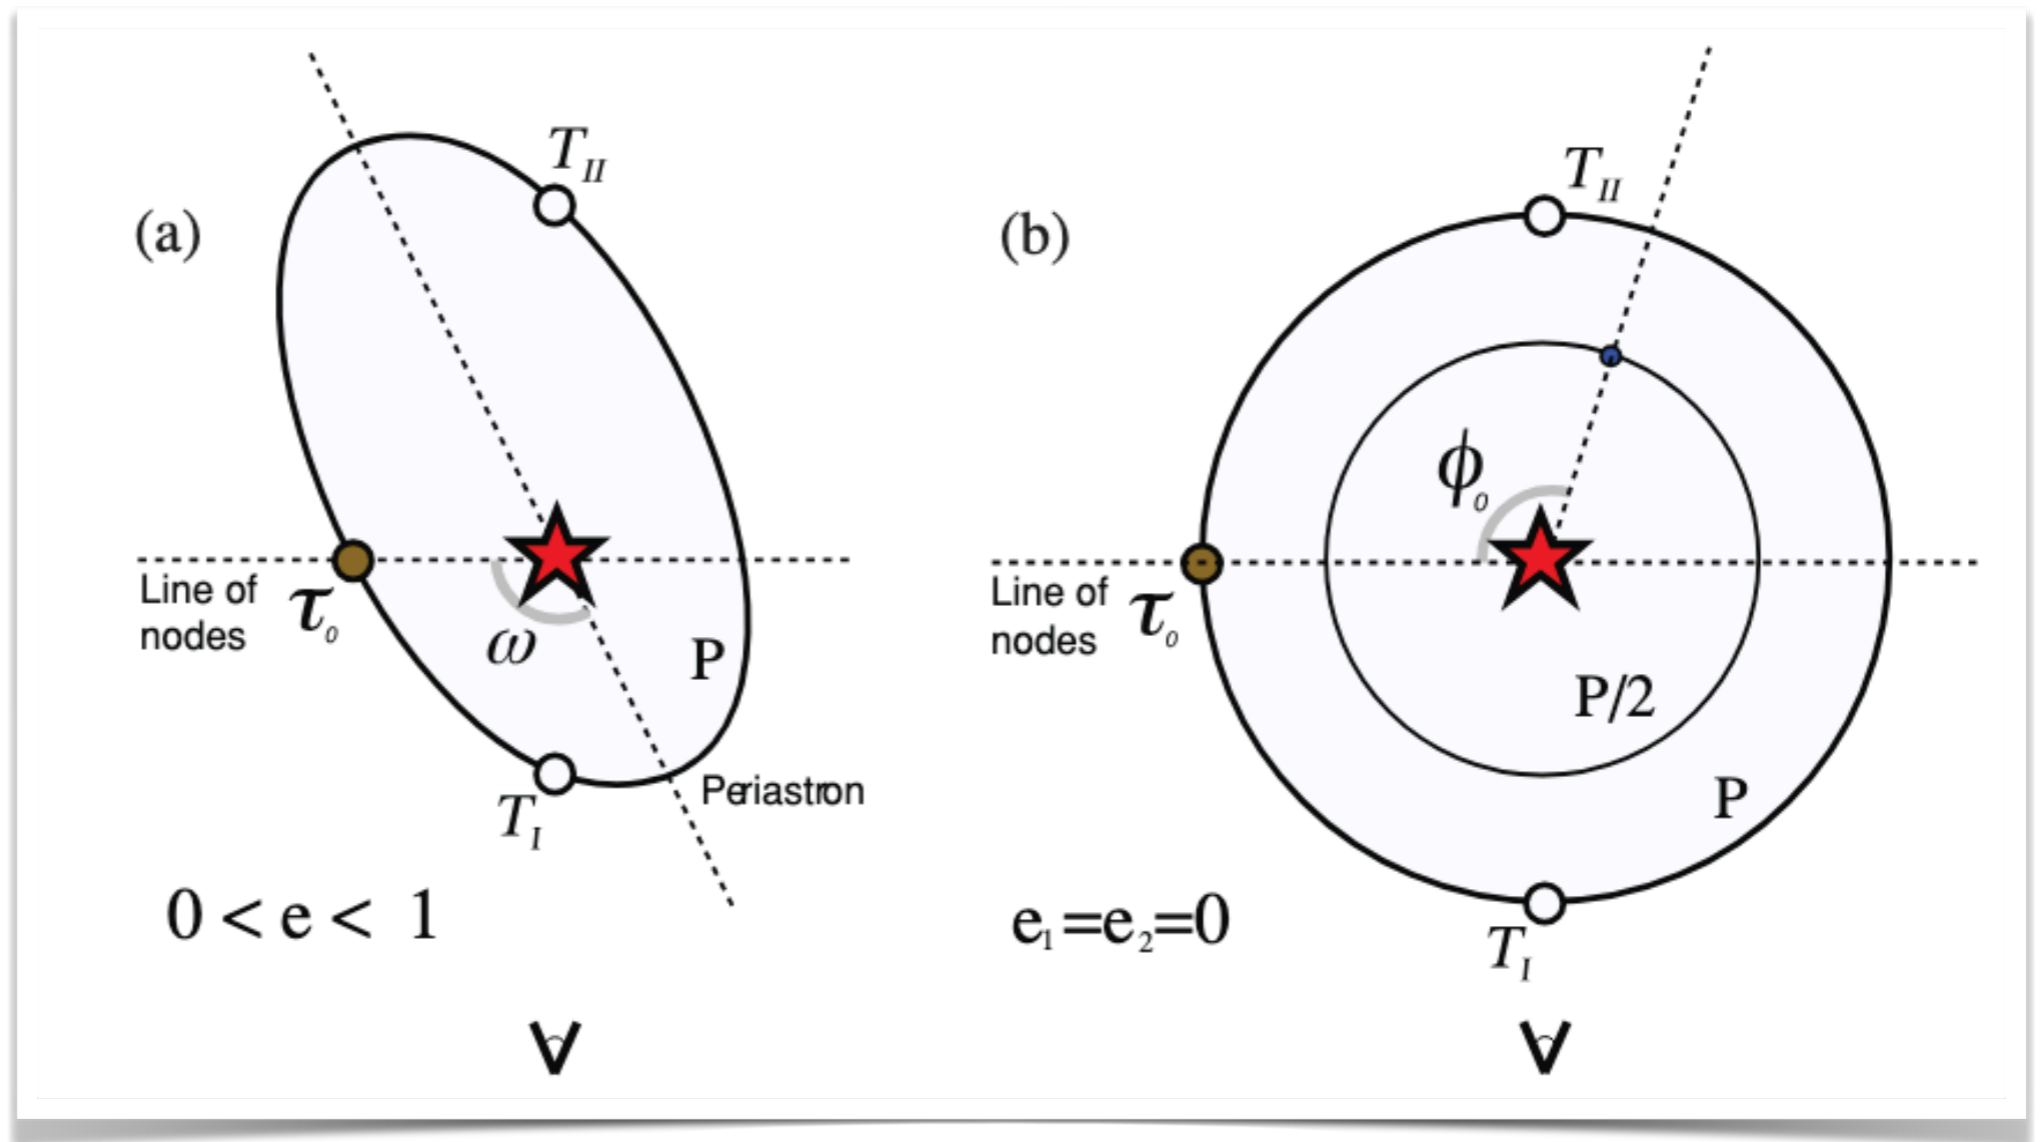 (a)
T_II
Line of
nodes
τ_0
ω
P
Periastron
T_I
0 < e < 1
(b)
T_II
ϕ_0
Line of
nodes
τ_0
P/2
P
e_1=e_2=0
T_I